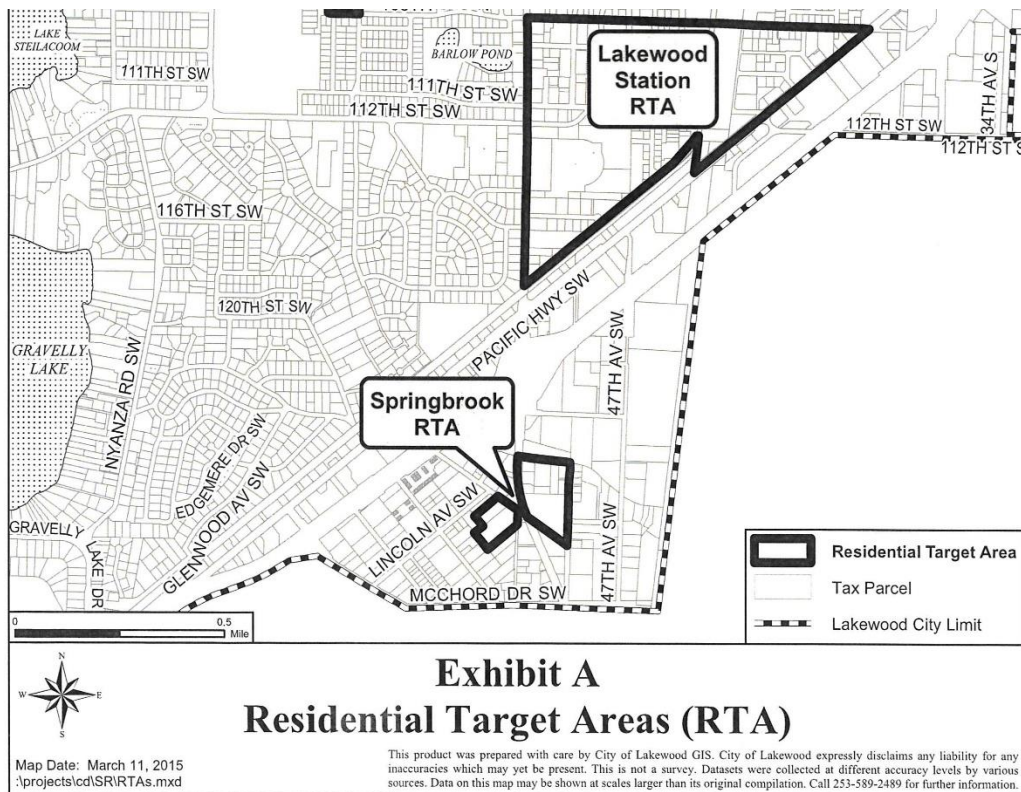 LAKE
STEILACOOM
BARLOW POND
111TH ST SW
111TH ST SW
112TH ST SW
Lakewood
Station
RTA
34TH AV S
112TH ST SW
112TH ST S
116TH ST SW
120TH ST SW
PACIFIC HWY SW
GRAVELLY
LAKE
NYANZA RD SW
47TH AV SW
Springbrook
RTA
EDGEMERE DR SW
GLENWOOD AV SW
LINCOLN AV SW
GRAVELLY
LAKE DR
47TH AV SW
MCCHORD DR SW
Residential Target Area
Tax Parcel
Lakewood City Limit
0 0.5
Mile
N
W E
S
Exhibit A
Residential Target Areas (RTA)
Map Date: March 11, 2015
:\projects\cd\SR\RTAs.mxd
This product was prepared with care by City of Lakewood GIS. City of Lakewood expressly disclaims any liability for any
inaccuracies which may yet be present. This is not a survey. Datasets were collected at different accuracy levels by various
sources. Data on this map may be shown at scales larger than its original compilation. Call 253-589-2489 for further information.